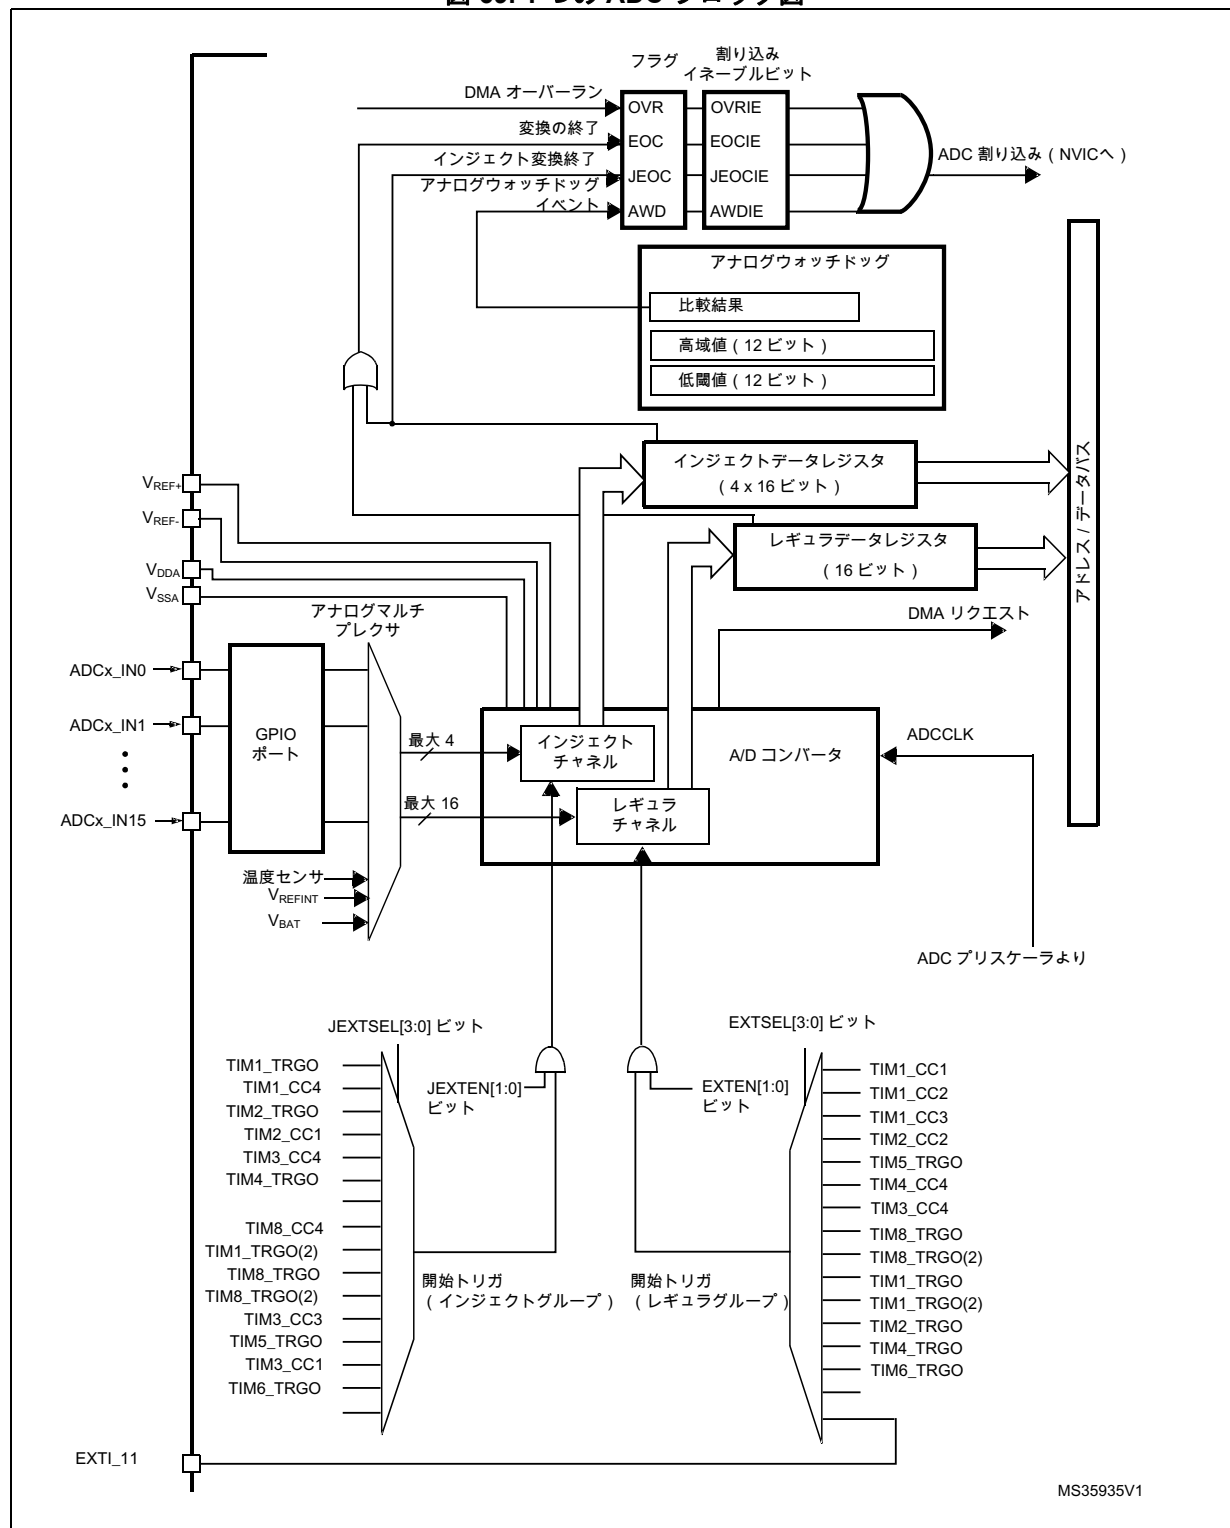 フラグ
割り込み
イネーブルビット
DMA オーバーラン
OVR
OVRIE
変換の終了
EOC
EOCIE
ADC 割り込み ( NVICへ )
インジェクト変換終了
JEOC
JEOCIE
アナログウォッチドッグ
イベント
AWD
AWDIE
アナログウォッチドッグ
比較結果
高域値 ( 12 ビット )
低閾値 ( 12 ビット )
アドレス / データバス
インジェクトデータレジスタ
( 4 x 16 ビット )
VREF+
VREF-
レギュラデータレジスタ
( 16 ビット )
VDDA
VSSA
アナログマルチ
プレクサ
DMA リクエスト
ADCx_IN0
ADCx_IN1
ADCx_IN15
GPIO
ポート
最大 4
最大 16
インジェクト
チャネル
レギュラ
チャネル
A/D コンバータ
ADCCLK
温度センサ
VREFINT
VBAT
ADC プリスケーラより
JEXTSEL[3:0] ビット
EXTSEL[3:0] ビット
JEXTEN[1:0]
ビット
EXTEN[1:0]
ビット
TIM1_TRGO
TIM1_CC4
TIM2_TRGO
TIM2_CC1
TIM3_CC4
TIM4_TRGO
TIM8_CC4
TIM1_TRGO(2)
TIM8_TRGO
TIM8_TRGO(2)
TIM3_CC3
TIM5_TRGO
TIM3_CC1
TIM6_TRGO
開始トリガ
( インジェクトグループ )
開始トリガ
( レギュラグループ )
TIM1_CC1
TIM1_CC2
TIM1_CC3
TIM2_CC2
TIM5_TRGO
TIM4_CC4
TIM3_CC4
TIM8_TRGO
TIM8_TRGO(2)
TIM1_TRGO
TIM1_TRGO(2)
TIM2_TRGO
TIM4_TRGO
TIM6_TRGO
EXTI_11
MS35935V1